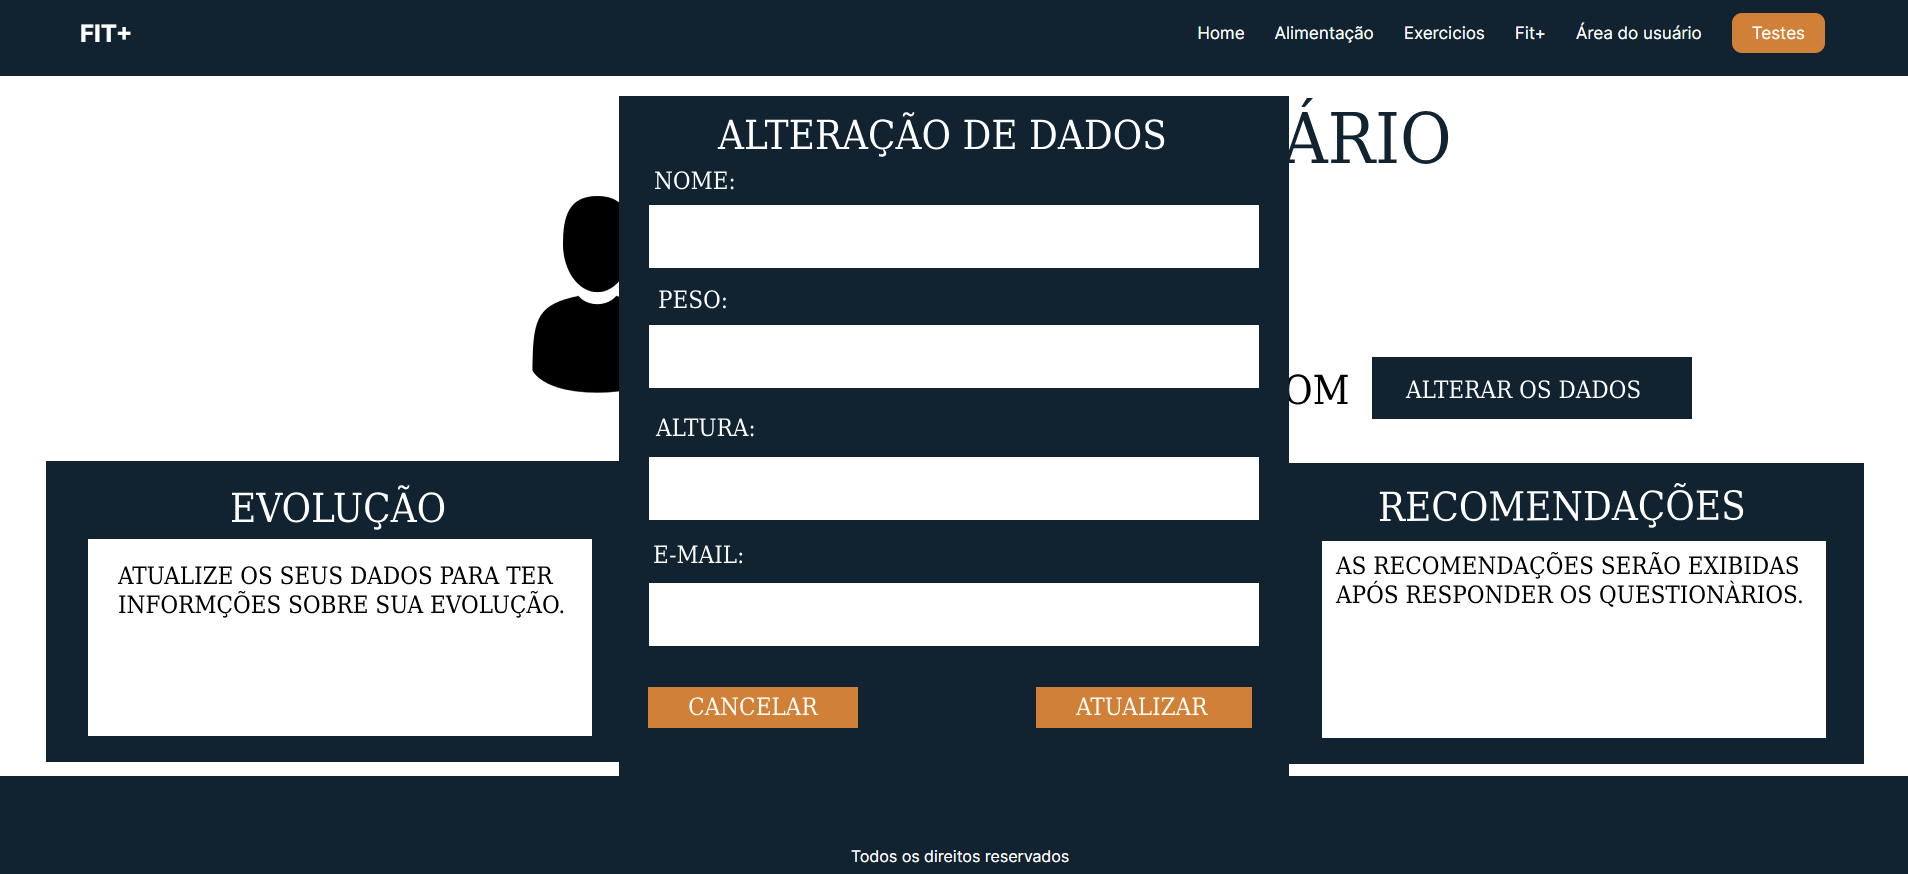 FIT+
Home Alimentação Exercicios Fit+ Área do usuário Testes
ALTERAÇÃO DE DADOS
ÁRIO
NOME:
PESO:
OM
ALTERAR OS DADOS
ALTURA:
E-MAIL:
CANCELAR
ATUALIZAR
EVOLUÇÃO
ATUALIZE OS SEUS DADOS PARA TER
INFORMÇÕES SOBRE SUA EVOLUÇÃO.
RECOMENDAÇÕES
AS RECOMENDAÇÕES SERÃO EXIBIDAS
APÓS RESPONDER OS QUESTIONÀRIOS.
Todos os direitos reservados